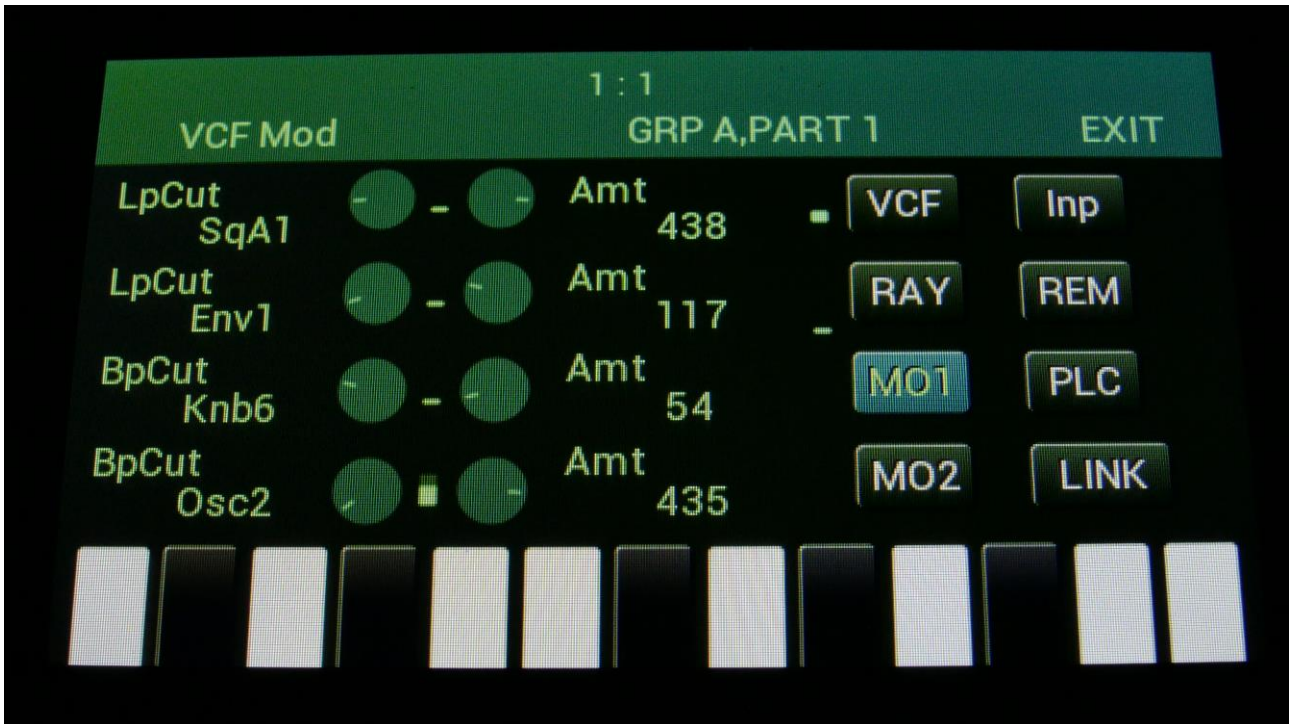 1 : 1
VCF Mod GRP A,PART 1 EXIT
LpCut Amt VCF Inp
SqA1 438
LpCut Amt RAY REM
Env1 117
BpCut Amt MO1 PLC
Knb6 54
BpCut Amt MO2 LINK
Osc2 435